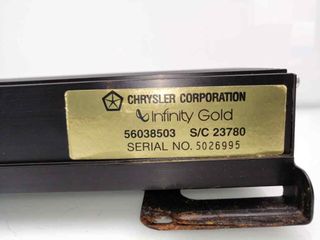 CHRYSLER CORPORATION
Infinity Gold
56038503 S/C 23780
SERIAL NO. 5026995